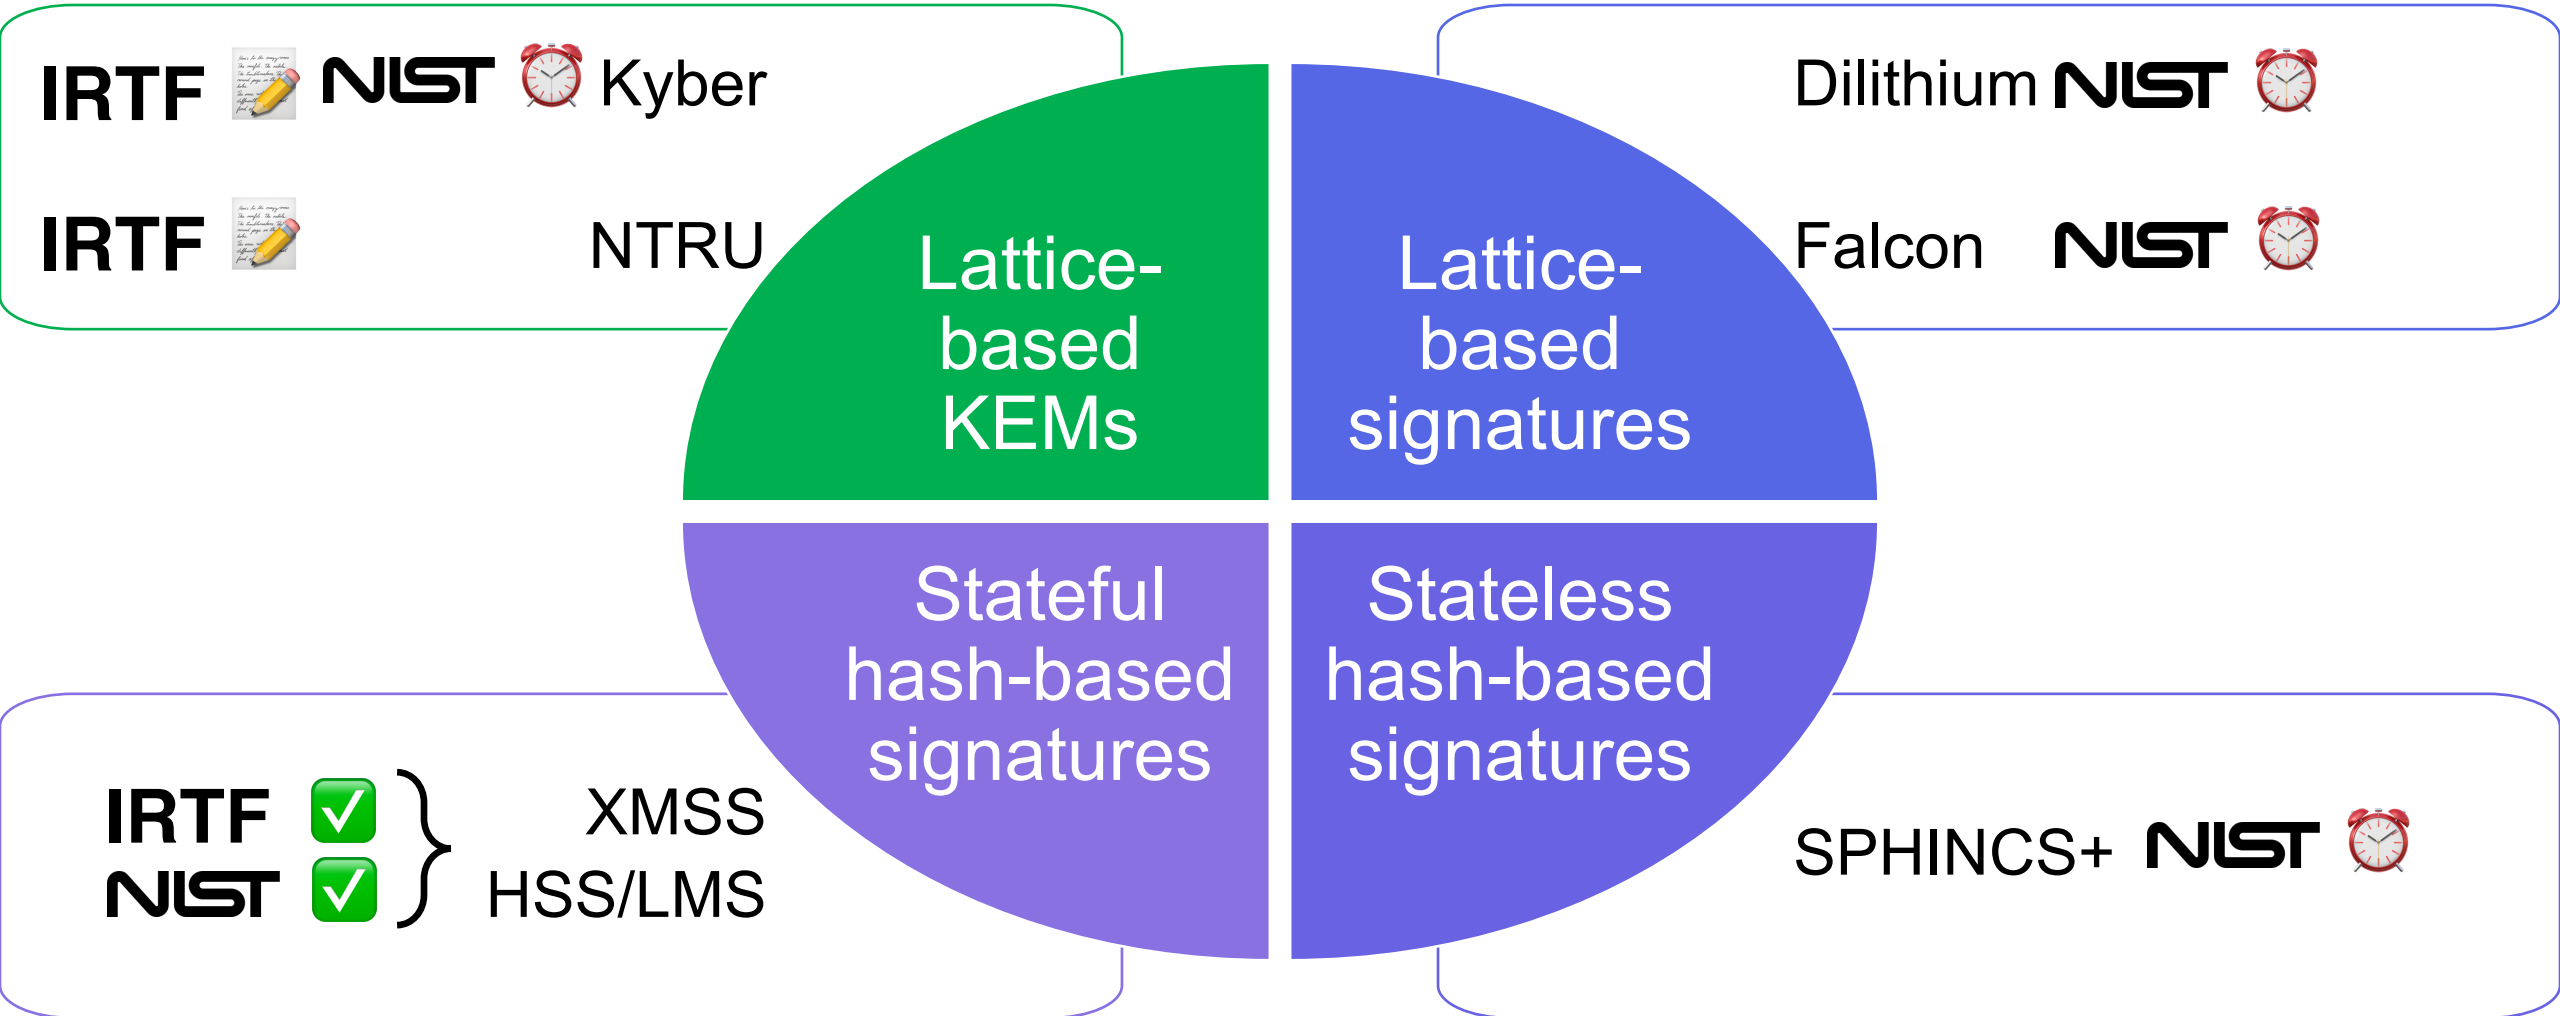 IRTF NIST Kyber
IRTF NTRU
Dilithium NIST
Falcon NIST
Lattice-
based
KEMs
Lattice-
based
signatures
Stateful
hash-based
signatures
Stateless
hash-based
signatures
IRTF XMSS
NIST HSS/LMS
SPHINCS+ NIST